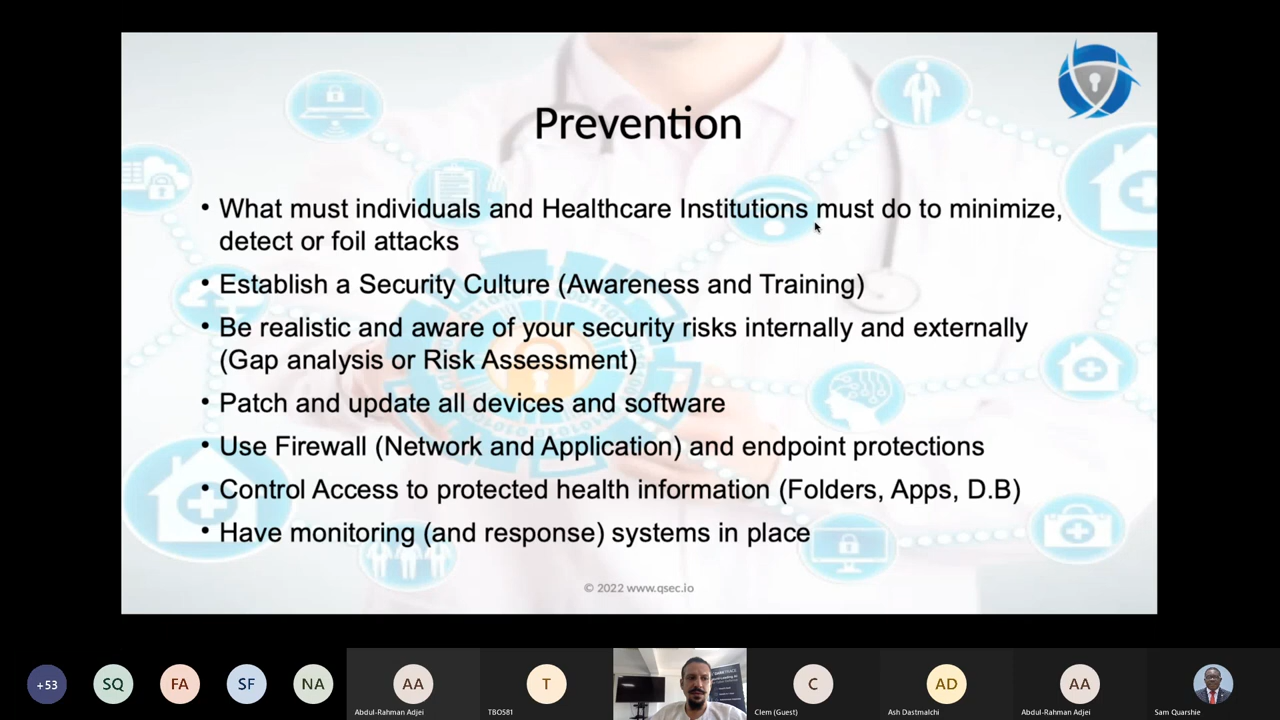 Prevention
• What must individuals and Healthcare Institutions must do to minimize,
detect or foil attacks
• Establish a Security Culture (Awareness and Training)
• Be realistic and aware of your security risks internally and externally
(Gap analysis or Risk Assessment)
• Patch and update all devices and software
• Use Firewall (Network and Application) and endpoint protections
• Control Access to protected health information (Folders, Apps, D.B)
• Have monitoring (and response) systems in place
© 2022 www.qsec.io
+53
SQ
FA
SF
NA
AA
Abdul-Rahman Adjei
T
TBOS81
C
Clem (Guest)
AD
Ash Dastmalchi
AA
Abdul-Rahman Adjei
Sam Quarshie